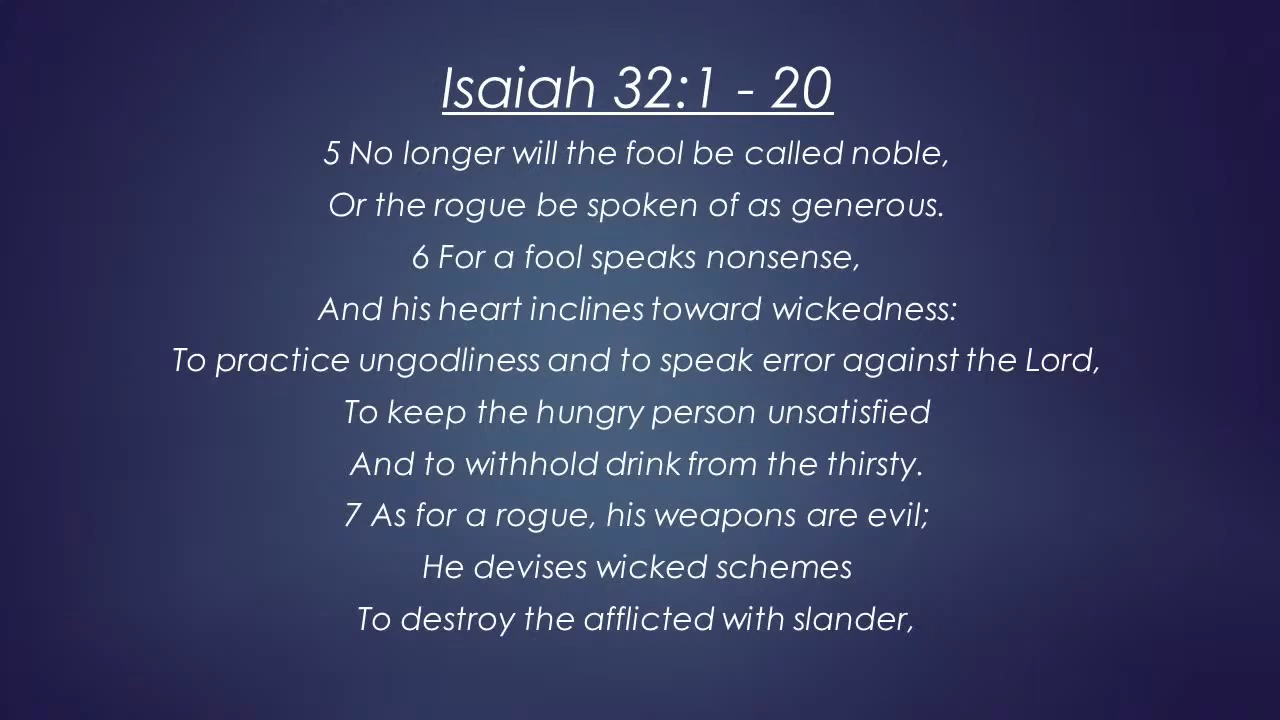 Isaiah 32:1 - 20
5 No longer will the fool be called noble,
Or the rogue be spoken of as generous.
6 For a fool speaks nonsense,
And his heart inclines toward wickedness:
To practice ungodliness and to speak error against the Lord,
To keep the hungry person unsatisfied
And to withhold drink from the thirsty.
7 As for a rogue, his weapons are evil;
He devises wicked schemes
To destroy the afflicted with slander,